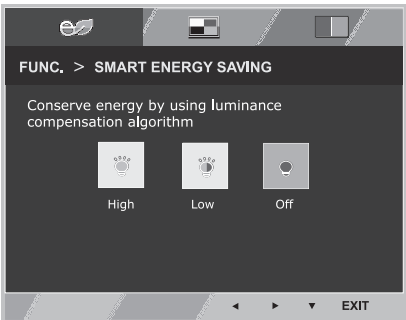 FUNC. > SMART ENERGY SAVING
Conserve energy by using luminance
compensation algorithm
High Low Off
EXIT